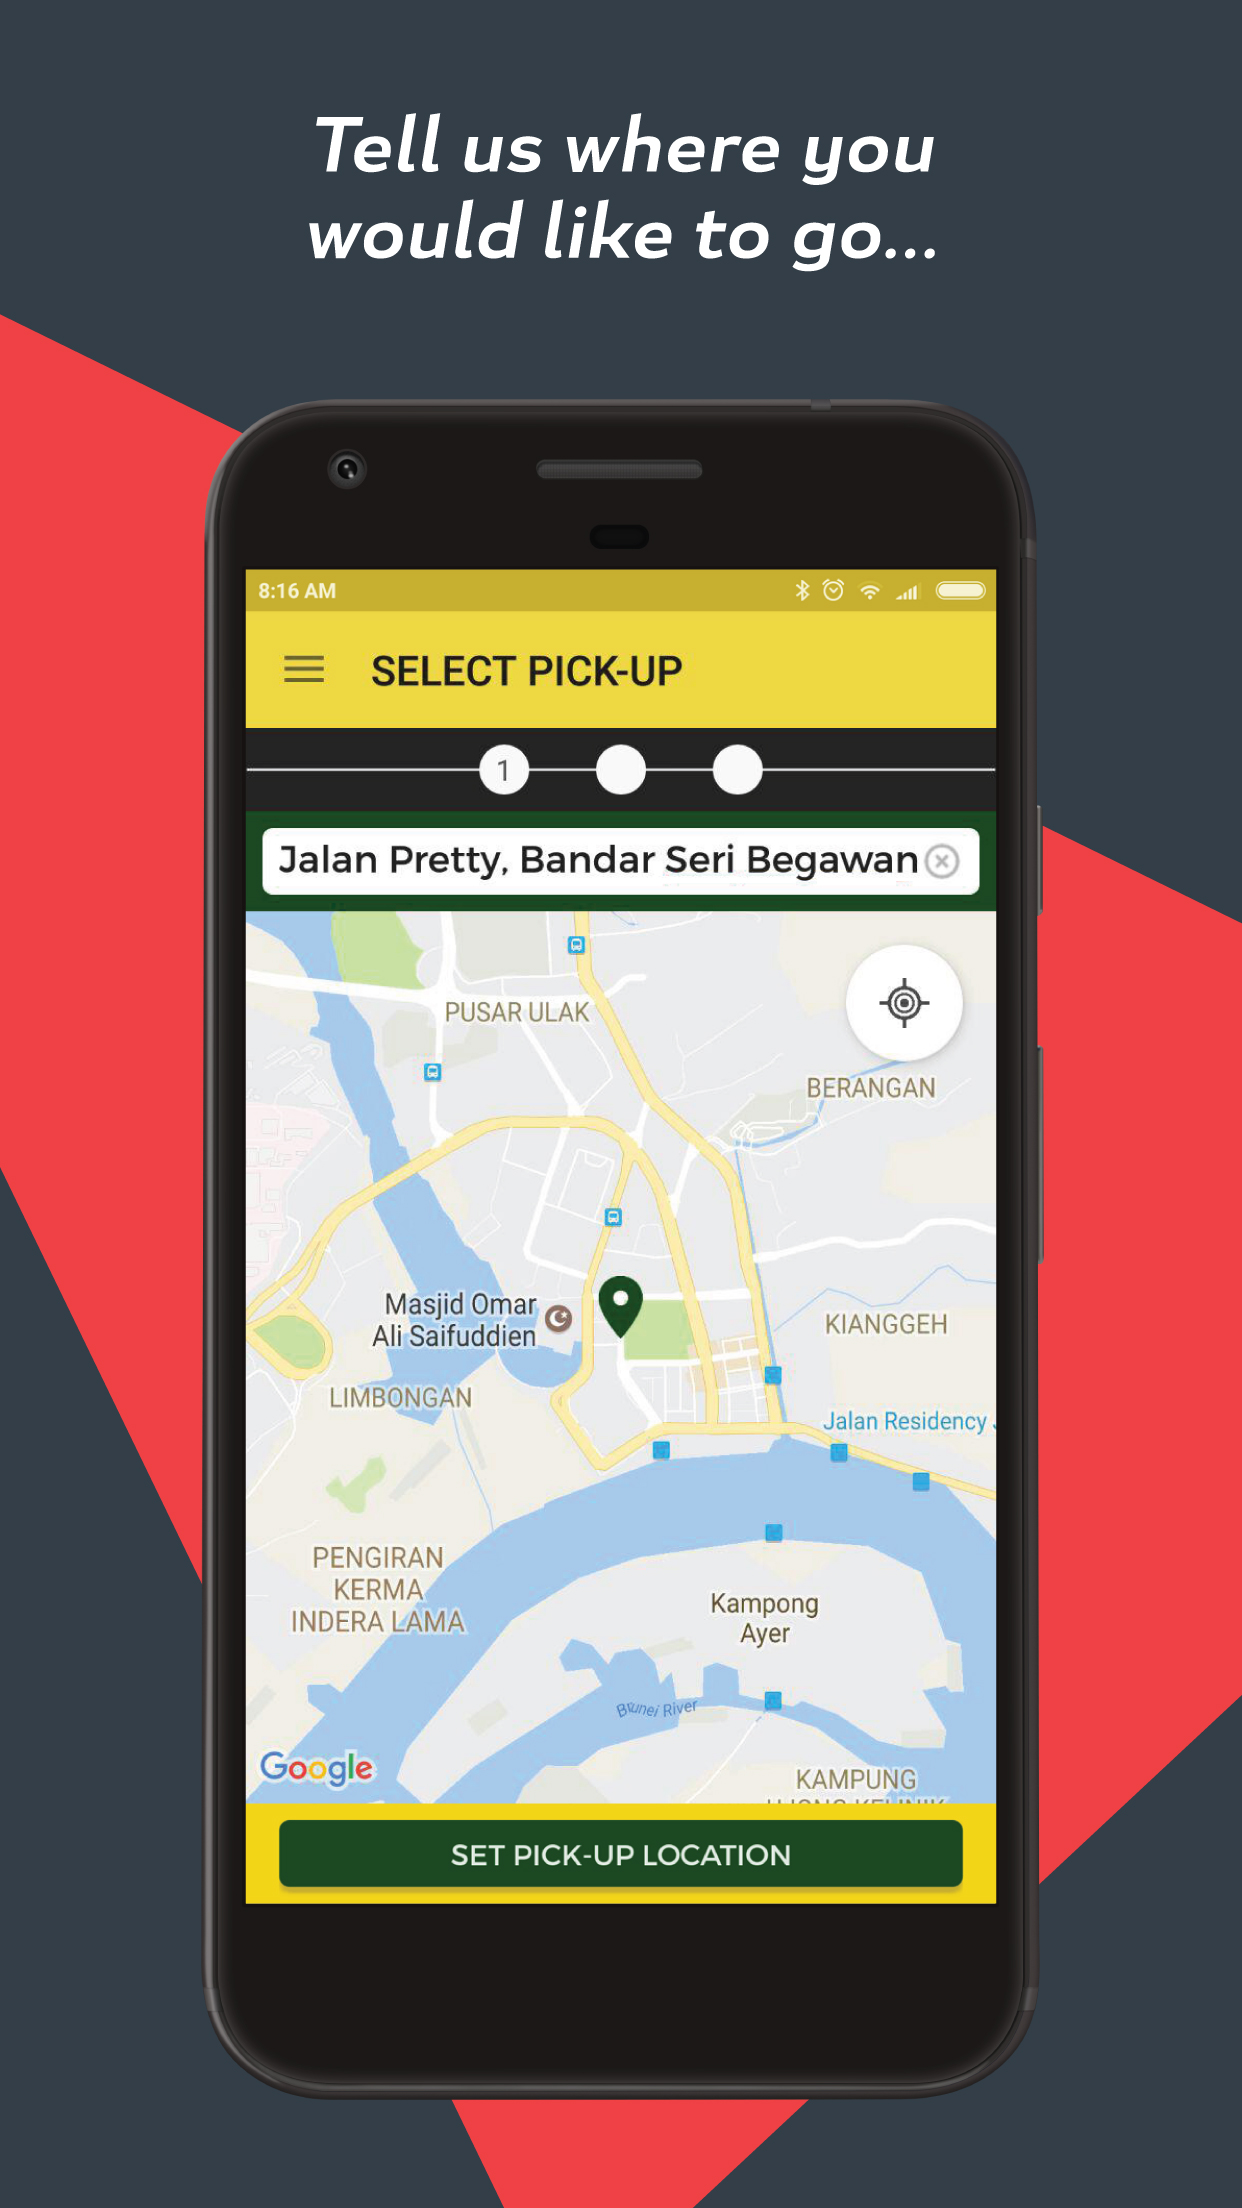 Tell us where you
would like to go...
8:16 AM
SELECT PICK-UP
1
Jalan Pretty, Bandar Seri Begawan
PUSAR ULAK
BERANGAN
Masjid Omar
Ali Saifuddien
KIANGGEH
LIMBONGAN
Jalan Residency
PENGIRAN
KERMA
INDERA LAMA
Kampong
Ayer
Brunei River
Google
KAMPUNG
SET PICK-UP LOCATION